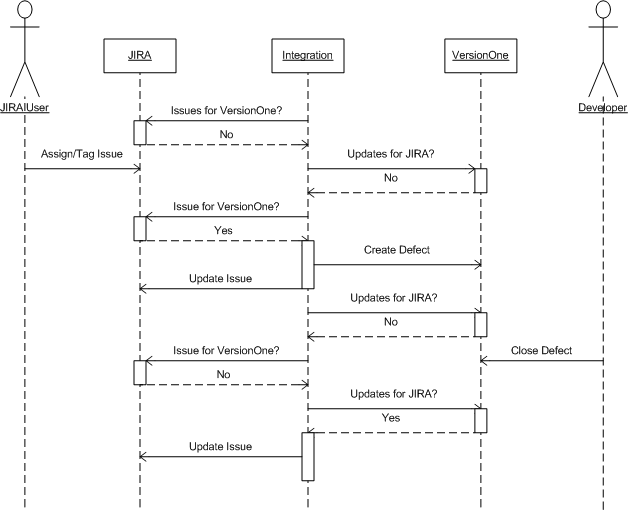 JIRA
Integration
VersionOne
JIRAIUser
Developer
Issues for VersionOne?
No
Assign/Tag Issue
Updates for JIRA?
No
Issue for VersionOne?
Yes
Create Defect
Update Issue
Updates for JIRA?
No
Issue for VersionOne?
Close Defect
No
Updates for JIRA?
Yes
Update Issue